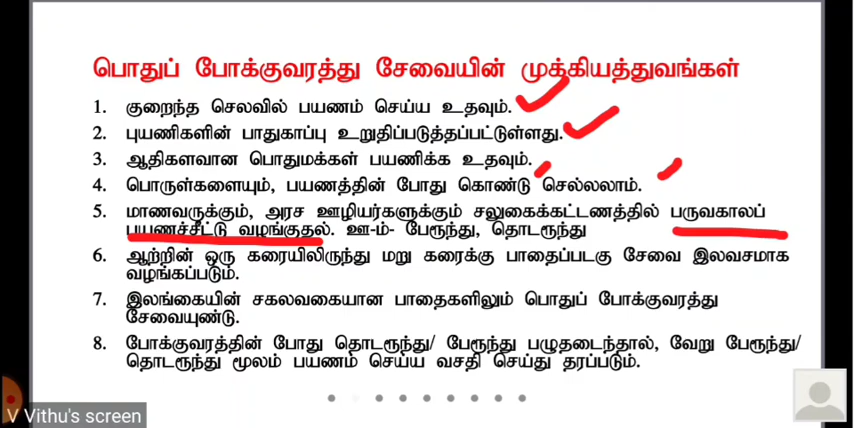 பொதுப் போக்குவரத்து சேவையின் முக்கியத்துவங்கள்
1. குறைந்த செலவில் பயணம் செய்ய உதவும்.
2. புயணிகளின் பாதுகாப்பு உறுதிப்படுத்தப்பட்டுள்ளது.
3. ஆதிகளவான பொதுமக்கள் பயணிக்க உதவும்.
4. பொருள்களையும், பயணத்தின் போது கொண்டு செல்லலாம்.
5. மாணவருக்கும், அரச ஊழியர்களுக்கும் சலுகைக்கட்டணத்தில் பருவகாலப்
பயணச்சீட்டு வழங்குதல். ஊ-ம்- பேரூந்து, தொடரூந்து
6. ஆற்றின் ஒரு கரையிலிருந்து மறு கரைக்கு பாதைப்படகு சேவை இலவசமாக
வழங்கப்படும்.
7. இலங்கையின் சகலவகையான பாதைகளிலும் பொதுப் போக்குவரத்து
சேவையுண்டு.
8. போக்குவரத்தின் போது தொடரூந்து/ பேரூந்து பழுதடைந்தால், வேறு பேரூந்து/
தொடரூந்து மூலம் பயணம் செய்ய வசதி செய்து தரப்படும்.
V Vithu's screen